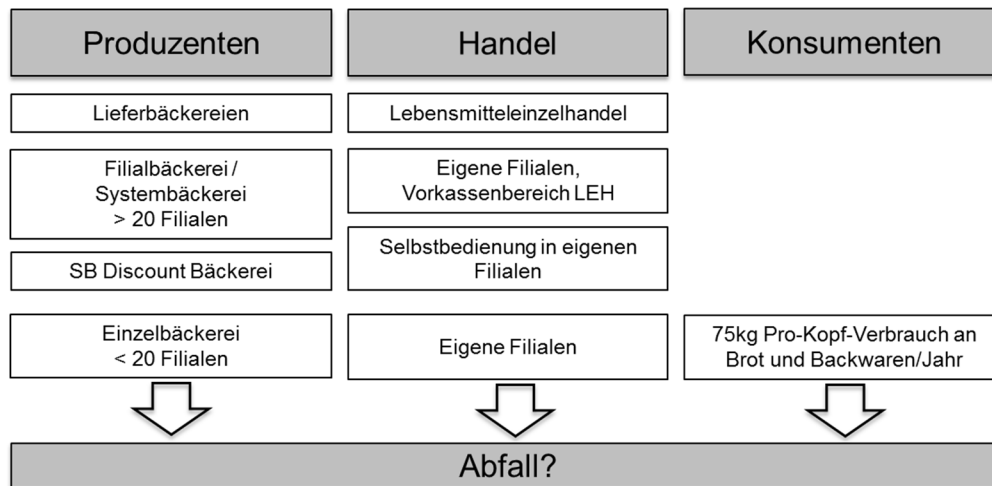 Produzenten
Handel
Konsumenten
Lieferbäckereien
Lebensmitteleinzelhandel
Filialbäckerei /
Systembäckerei
> 20 Filialen
Eigene Filialen,
Vorkassenbereich LEH
SB Discount Bäckerei
Selbstbedienung in eigenen
Filialen
Einzelbäckerei
< 20 Filialen
Eigene Filialen
75kg Pro-Kopf-Verbrauch an
Brot und Backwaren/Jahr
Abfall?